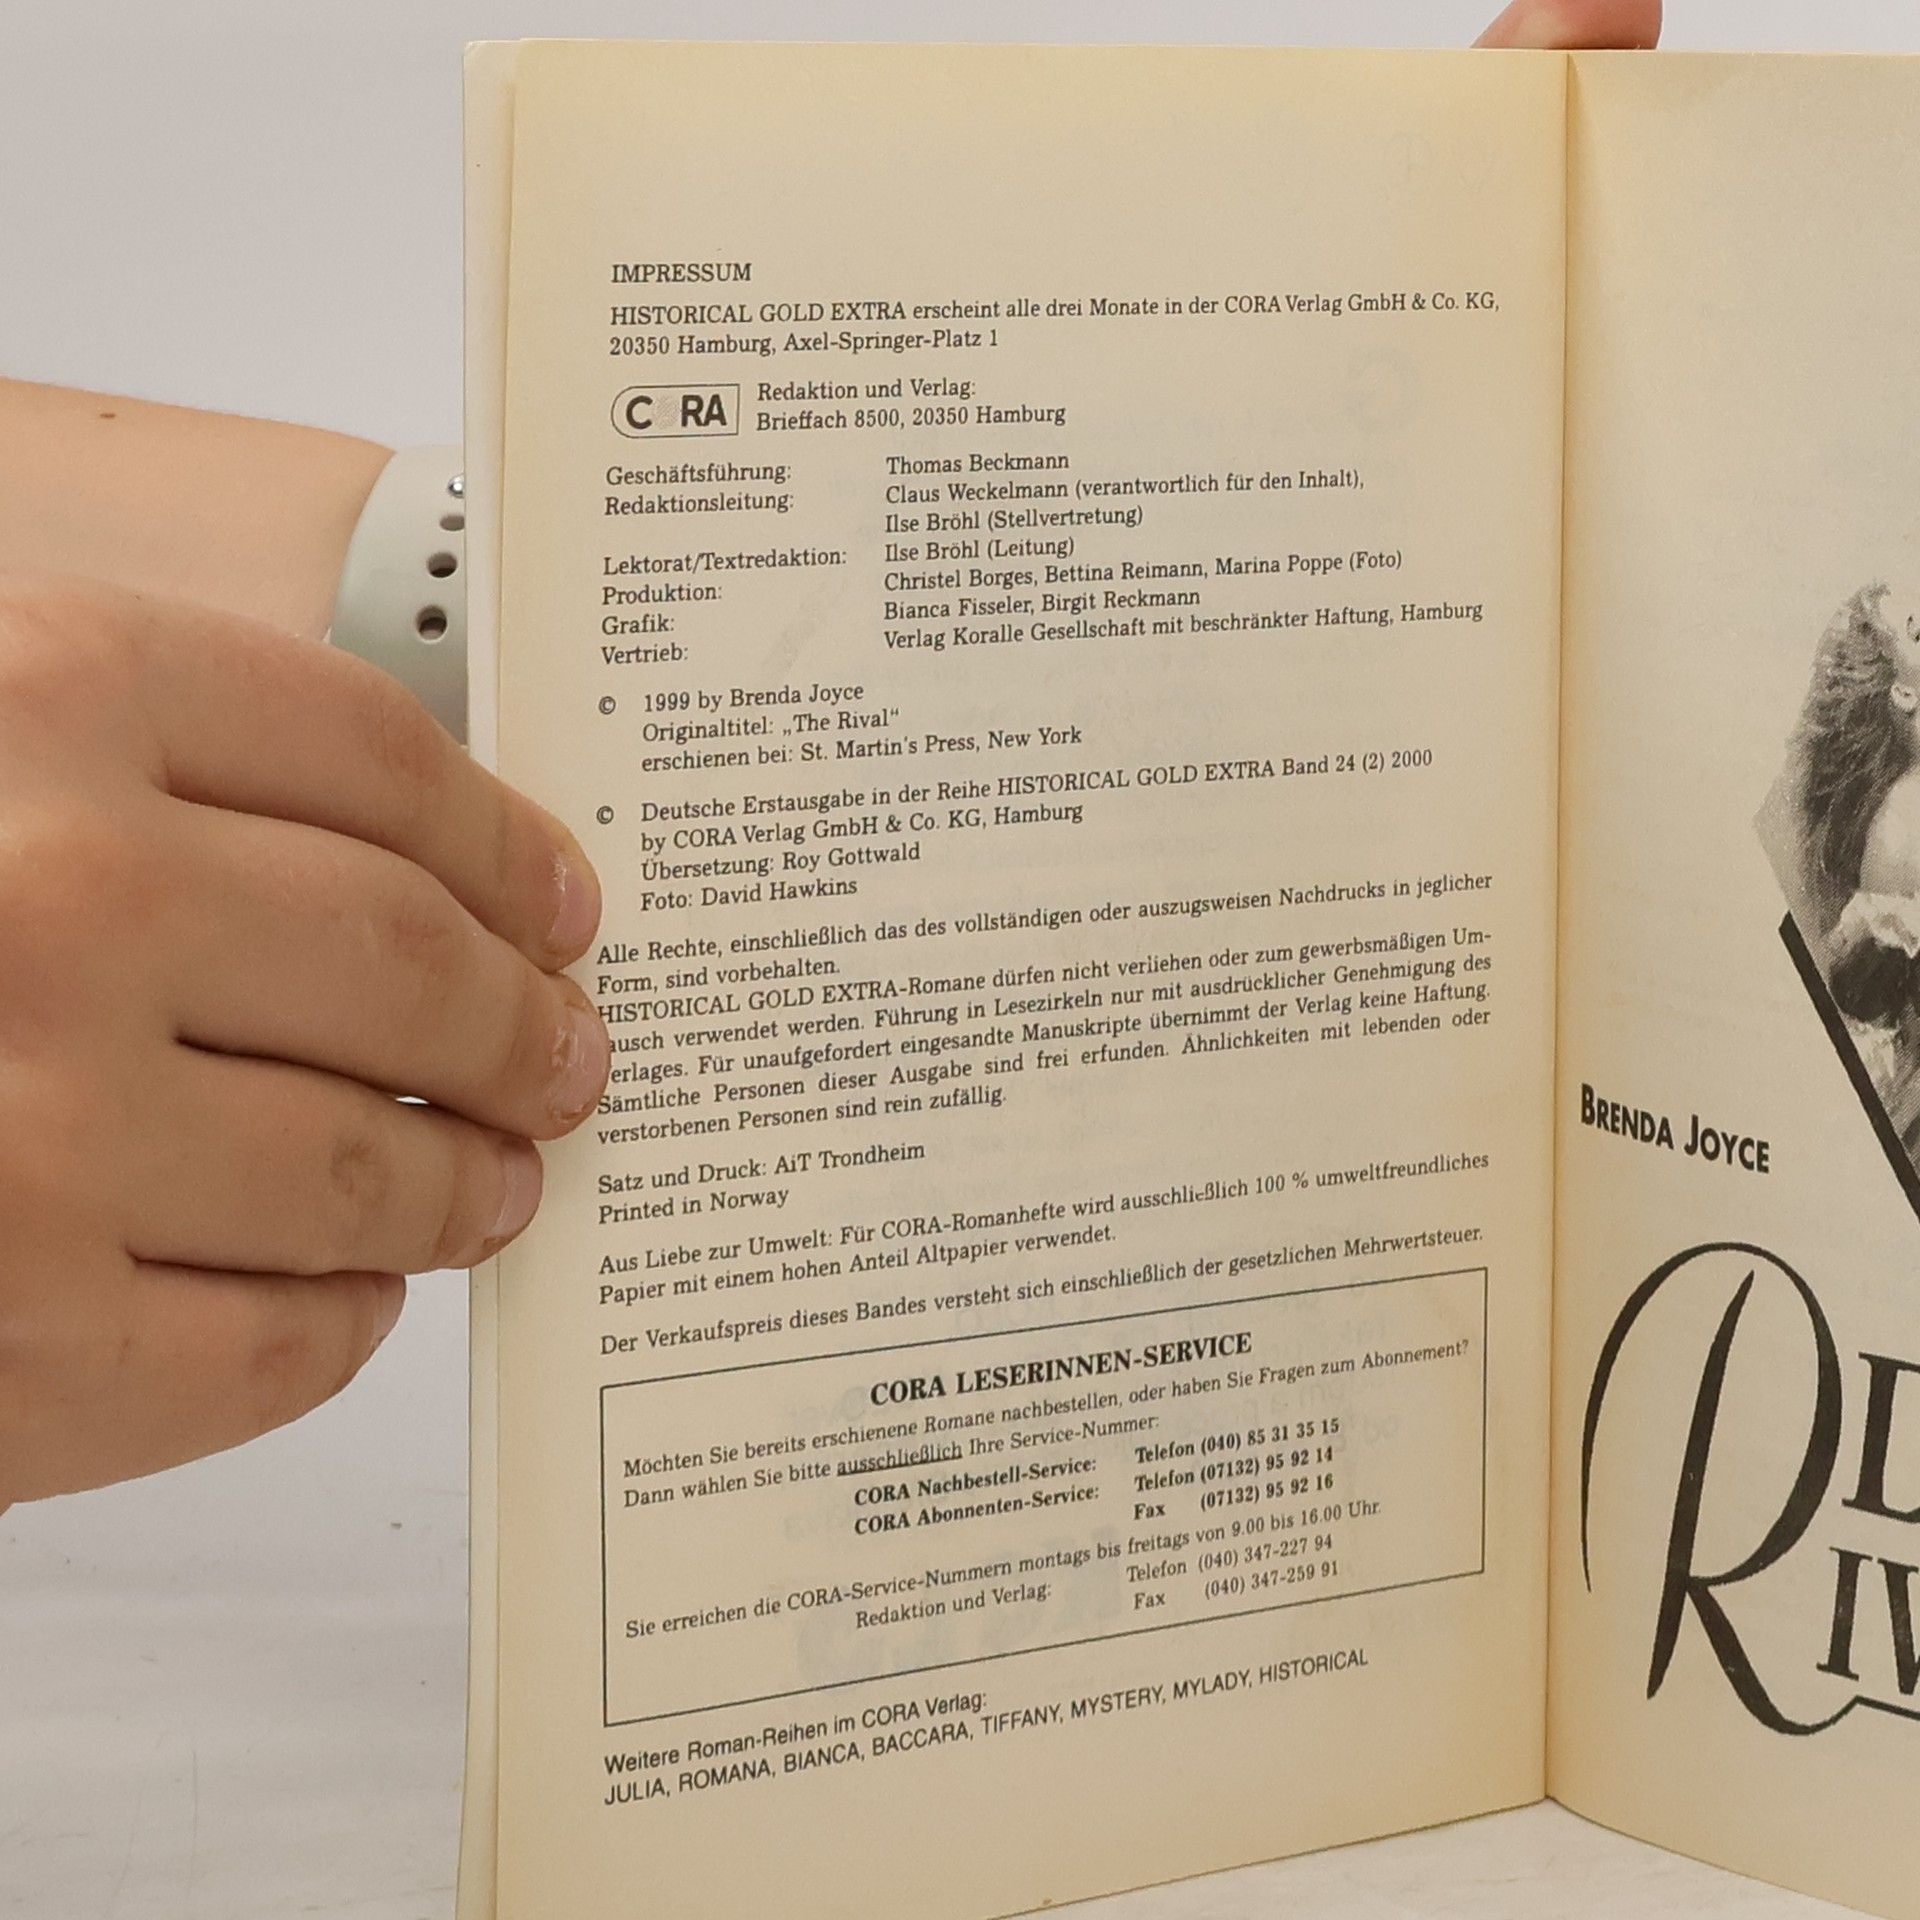 IMPRESSUM
HISTORICAL GOLD EXTRA erscheint alle drei Monate in der CORA Verlag GmbH & Co. KG,
20350 Hamburg, Axel-Springer-Platz 1
CORA
Redaktion und Verlag:
Brieffach 8500, 20350 Hamburg
Geschäftsführung: Thomas Beckmann
Redaktionsleitung: Claus Weckelmann (verantwortlich für den Inhalt),
Ilse Bröhl (Stellvertretung)
Lektorat/Textredaktion: Ilse Bröhl (Leitung)
Produktion: Christel Borges, Bettina Reimann, Marina Poppe (Foto)
Grafik: Bianca Fisseler, Birgit Reckmann
Vertrieb: Verlag Koralle Gesellschaft mit beschränkter Haftung, Hamburg
© 1999 by Brenda Joyce
Originaltitel: „The Rival“
erschienen bei: St. Martin's Press, New York
© Deutsche Erstausgabe in der Reihe HISTORICAL GOLD EXTRA Band 24 (2) 2000
by CORA Verlag GmbH & Co. KG, Hamburg
Übersetzung: Roy Gottwald
Foto: David Hawkins
Alle Rechte, einschließlich das des vollständigen oder auszugsweisen Nachdrucks in jeglicher
Form, sind vorbehalten.
HISTORICAL GOLD EXTRA-Romane dürfen nicht verliehen oder zum gewerbsmäßigen Um-
ausch verwendet werden. Führung in Lesezirkeln nur mit ausdrücklicher Genehmigung des
erlages. Für unaufgefordert eingesandte Manuskripte übernimmt der Verlag keine Haftung.
Sämtliche Personen dieser Ausgabe sind frei erfunden. Ähnlichkeiten mit lebenden oder
verstorbenen Personen sind rein zufällig.
Satz und Druck: AiT Trondheim
Printed in Norway
Aus Liebe zur Umwelt: Für CORA-Romanhefte wird ausschließlich 100 % umweltfreundliches
Papier mit einem hohen Anteil Altpapier verwendet.
Der Verkaufspreis dieses Bandes versteht sich einschließlich der gesetzlichen Mehrwertsteuer.
CORA LESERINNEN-SERVICE
Möchten Sie bereits erschienene Romane nachbestellen, oder haben Sie Fragen zum Abonnement?
Dann wählen Sie bitte ausschließlich Ihre Service-Nummer:
CORA Nachbestell-Service: Telefon (040) 85 31 35 15
CORA Abonnenten-Service: Telefon (07132) 95 92 14
Fax (07132) 95 92 16
Sie erreichen die CORA-Service-Nummern montags bis freitags von 9.00 bis 16.00 Uhr.
Redaktion und Verlag: Telefon (040) 347-227 94
Fax (040) 347-259 91
Weitere Roman-Reihen im CORA Verlag:
JULIA, ROMANA, BIANCA, BACCARA, TIFFANY, MYSTERY, MYLADY, HISTORICAL
BRENDA JOYCE